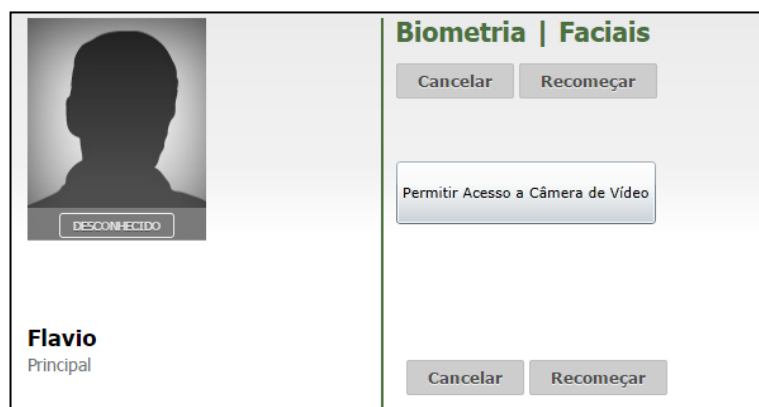 DESCONHECIDO
Flavio
Principal
Biometria | Faciais
Cancelar Recomeçar
Permitir Acesso a Câmera de Vídeo
Cancelar Recomeçar